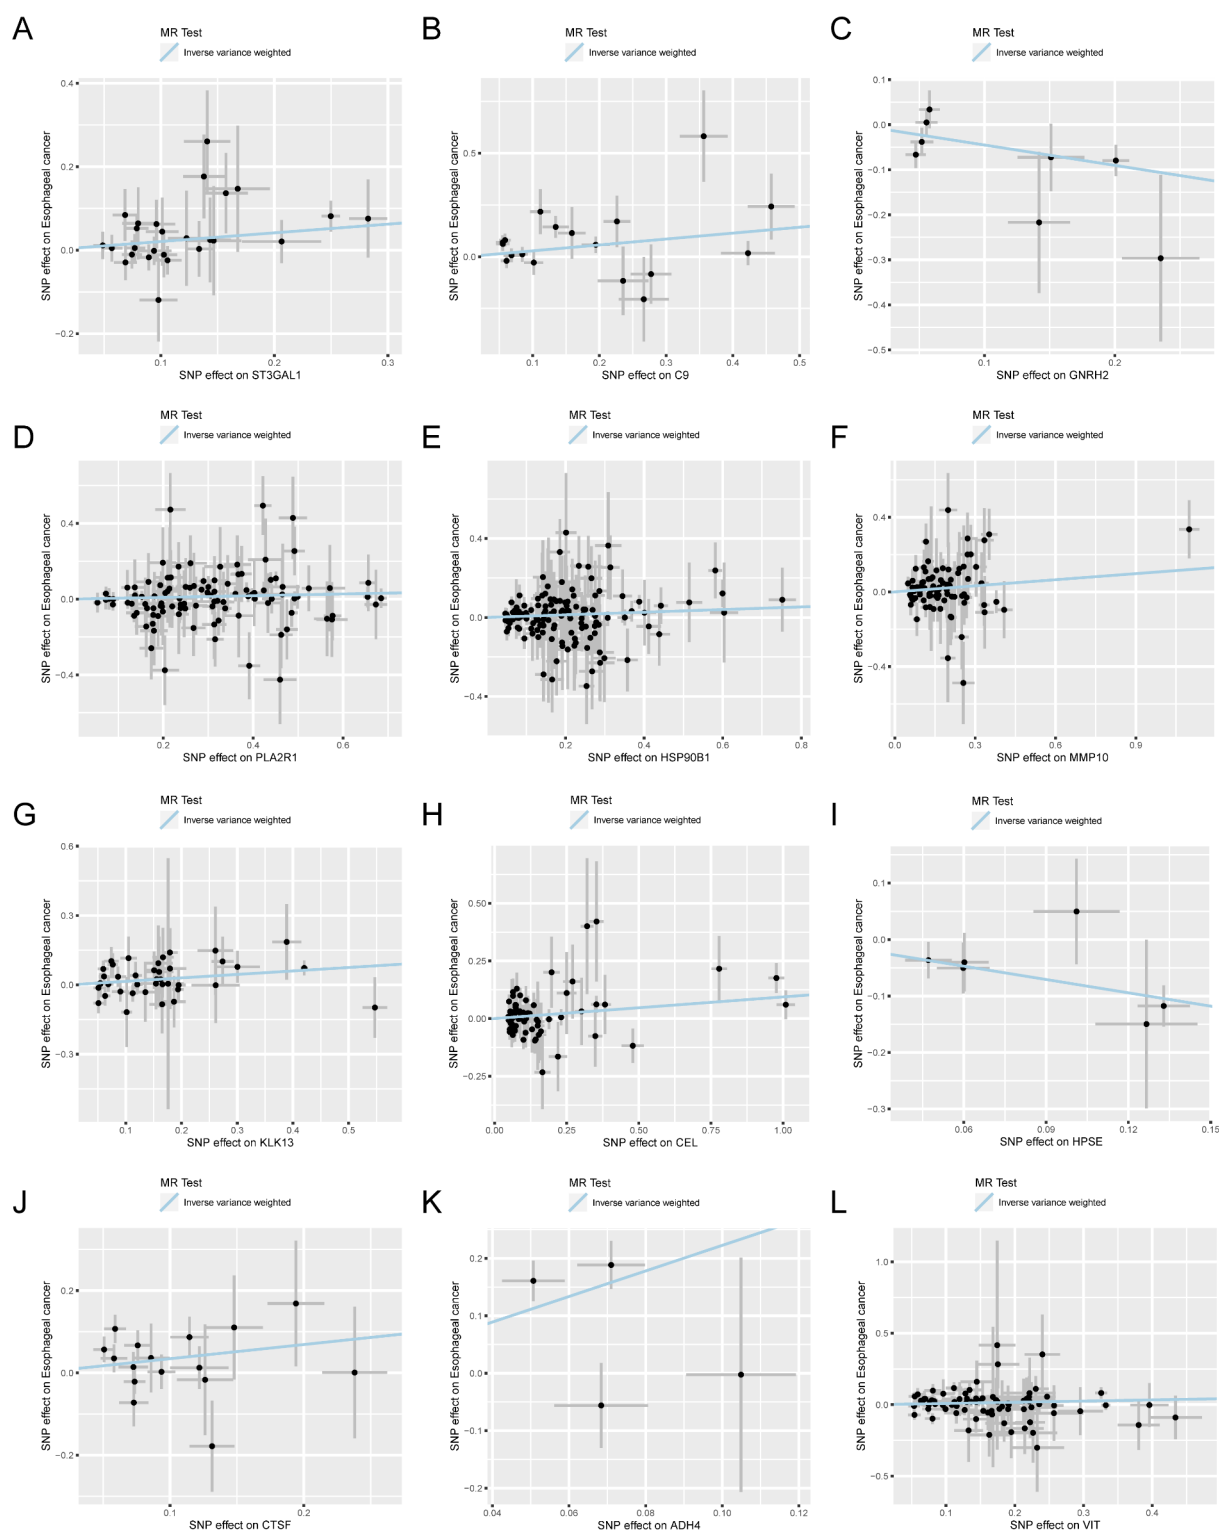 A
MR Test
Inverse variance weighted
SNP effect on Esophageal cancer
0.4
0.2
0.0
−0.2
0.1
0.2
0.3
SNP effect on ST3GAL1
B
MR Test
Inverse variance weighted
SNP effect on Esophageal cancer
0.5
0.0
0.1
0.2
0.3
0.4
0.5
SNP effect on C9
C
MR Test
Inverse variance weighted
SNP effect on Esophageal cancer
0.1
0.0
−0.1
−0.2
−0.3
−0.4
−0.5
0.1
0.2
SNP effect on GNRH2
D
MR Test
Inverse variance weighted
SNP effect on Esophageal cancer
0.4
0.0
−0.4
0.2
0.4
0.6
SNP effect on PLA2R1
E
MR Test
Inverse variance weighted
SNP effect on Esophageal cancer
0.4
0.0
−0.4
0.2
0.4
0.6
0.8
SNP effect on HSP90B1
F
MR Test
Inverse variance weighted
SNP effect on Esophageal cancer
0.4
0.0
−0.4
0.0
0.3
0.6
0.9
SNP effect on MMP10
G
MR Test
Inverse variance weighted
SNP effect on Esophageal cancer
0.6
0.3
0.0
−0.3
0.1
0.2
0.3
0.4
0.5
SNP effect on KLK13
H
MR Test
Inverse variance weighted
SNP effect on Esophageal cancer
0.50
0.25
0.00
−0.25
0.00
0.25
0.50
0.75
1.00
SNP effect on CEL
I
MR Test
Inverse variance weighted
SNP effect on Esophageal cancer
0.1
0.0
−0.1
−0.2
−0.3
0.06
0.09
0.12
0.15
SNP effect on HPSE
J
MR Test
Inverse variance weighted
SNP effect on Esophageal cancer
0.2
0.0
−0.2
0.1
0.2
SNP effect on CTSF
K
MR Test
Inverse variance weighted
SNP effect on Esophageal cancer
0.2
0.1
0.0
−0.1
−0.2
0.04
0.06
0.08
0.10
0.12
SNP effect on ADH4
L
MR Test
Inverse variance weighted
SNP effect on Esophageal cancer
1.0
0.5
0.0
−0.5
0.1
0.2
0.3
0.4
SNP effect on VIT